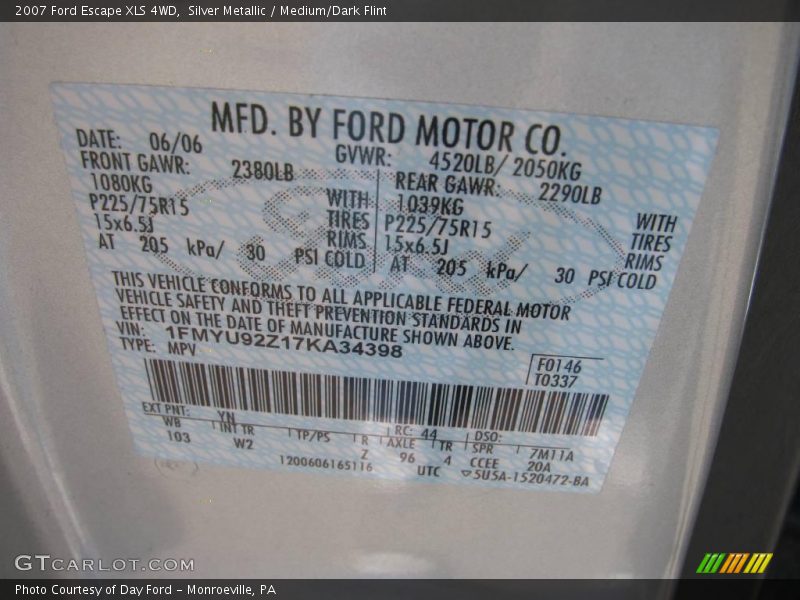 2007 Ford Escape XLS 4WD, Silver Metallic / Medium/Dark Flint
MFD. BY FORD MOTOR CO.
DATE: 06/06 GVWR: 4520LB/ 2050KG
FRONT GAWR: 2380LB REAR GAWR: 2290LB
1080KG WITH 1039KG WITH
P225/75R15 TIRES P225/75R15 TIRES
15x6.5J RIMS 15x6.5J RIMS
AT 205 kPa/ 30 PSI COLD AT 205 kPa/ 30 PSI COLD
THIS VEHICLE CONFORMS TO ALL APPLICABLE FEDERAL MOTOR
VEHICLE SAFETY AND THEFT PREVENTION STANDARDS IN
EFFECT ON THE DATE OF MANUFACTURE SHOWN ABOVE.
VIN: 1FMYU92Z17KA34398
TYPE: MPV
F0146
T0337
EXT PNT: YN RC: 44 DSO:
WB INT TR TP/PS R AXLE TR SPR 7M11A
103 W2 Z 96 4 CCEE 20A
1200606165116 UTC ▽5U5A-1520472-BA
GTCARLOT.COM
Photo Courtesy of Day Ford – Monroeville, PA